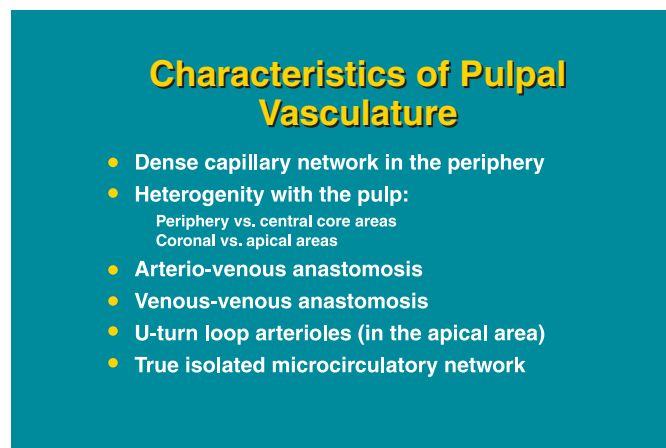 Characteristics of Pulpal
Vasculature
• Dense capillary network in the periphery
• Heterogenity with the pulp:
Periphery vs. central core areas
Coronal vs. apical areas
• Arterio-venous anastomosis
• Venous-venous anastomosis
• U-turn loop arterioles (in the apical area)
• True isolated microcirculatory network